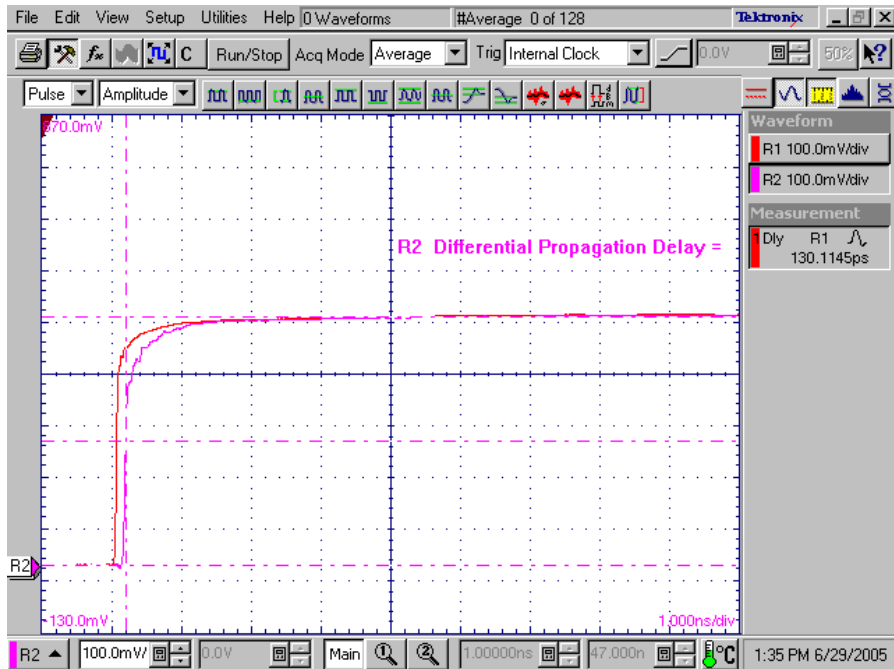 File Edit View Setup Utilities Help 0 Waveforms #Average 0 of 128 Tektronix
C Run/Stop Acq Mode Average Trig Internal Clock 0.0V 50%
Pulse Amplitude
Waveform
R1 100.0mV/div
R2 100.0mV/div
Measurement
1 Dly R1
130.1145ps
670.0mV
R2 Differential Propagation Delay =
R2
-130.0mV 1.000ns/div
R2 100.0mV/ 0.0V Main 1 2 1.00000ns 47.000n °C 1:35 PM 6/29/2005